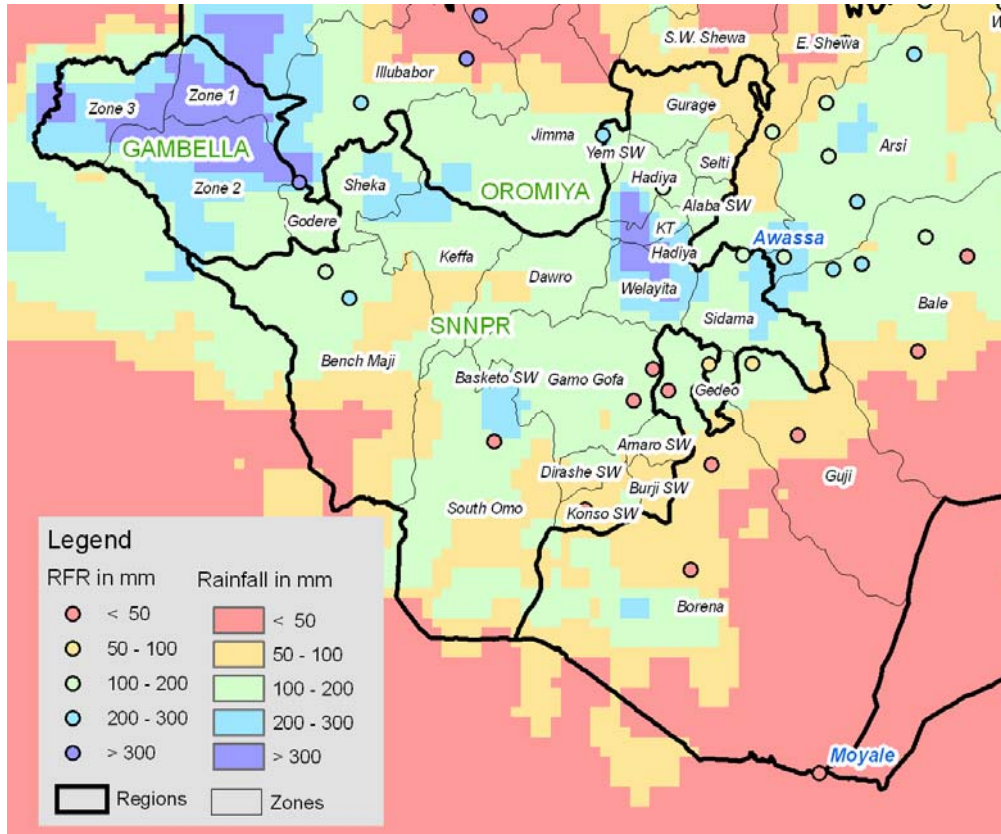 S.W. Shewa
E. Shewa
W
Illubabor
Zone 3
Zone 1
Gurage
GAMBELLA
Jimma
Yem SW
Arsi
Selti
Zone 2
Sheka
OROMIYA
Hadiya
Godere
Alaba SW
KT
Awassa
Keffa
Hadiya
Dawro
Welayita
Bale
SNNPR
Sidama
Bench Maji
Basketo SW
Gamo Gofa
Gedeo
Amaro SW
Dirashe SW
Guji
Burji SW
South Omo
Konso SW
Borena
Moyale
Legend
RFR in mm
Rainfall in mm
< 50
< 50
50 - 100
50 - 100
100 - 200
100 - 200
200 - 300
200 - 300
> 300
> 300
Regions
Zones